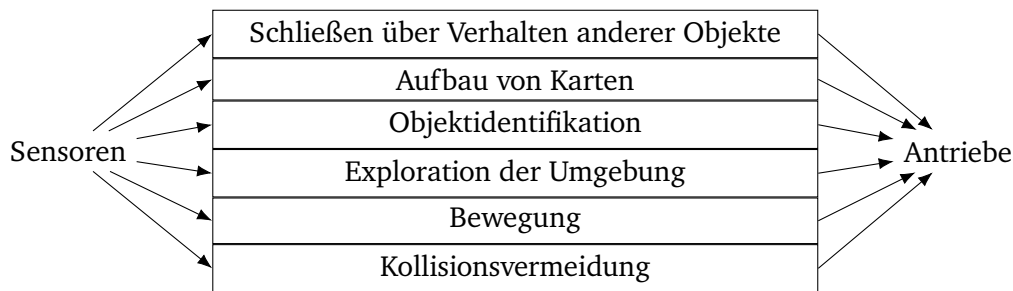 Schließen über Verhalten anderer Objekte
Aufbau von Karten
Objektidentifikation
Sensoren
Antriebe
Exploration der Umgebung
Bewegung
Kollisionsvermeidung